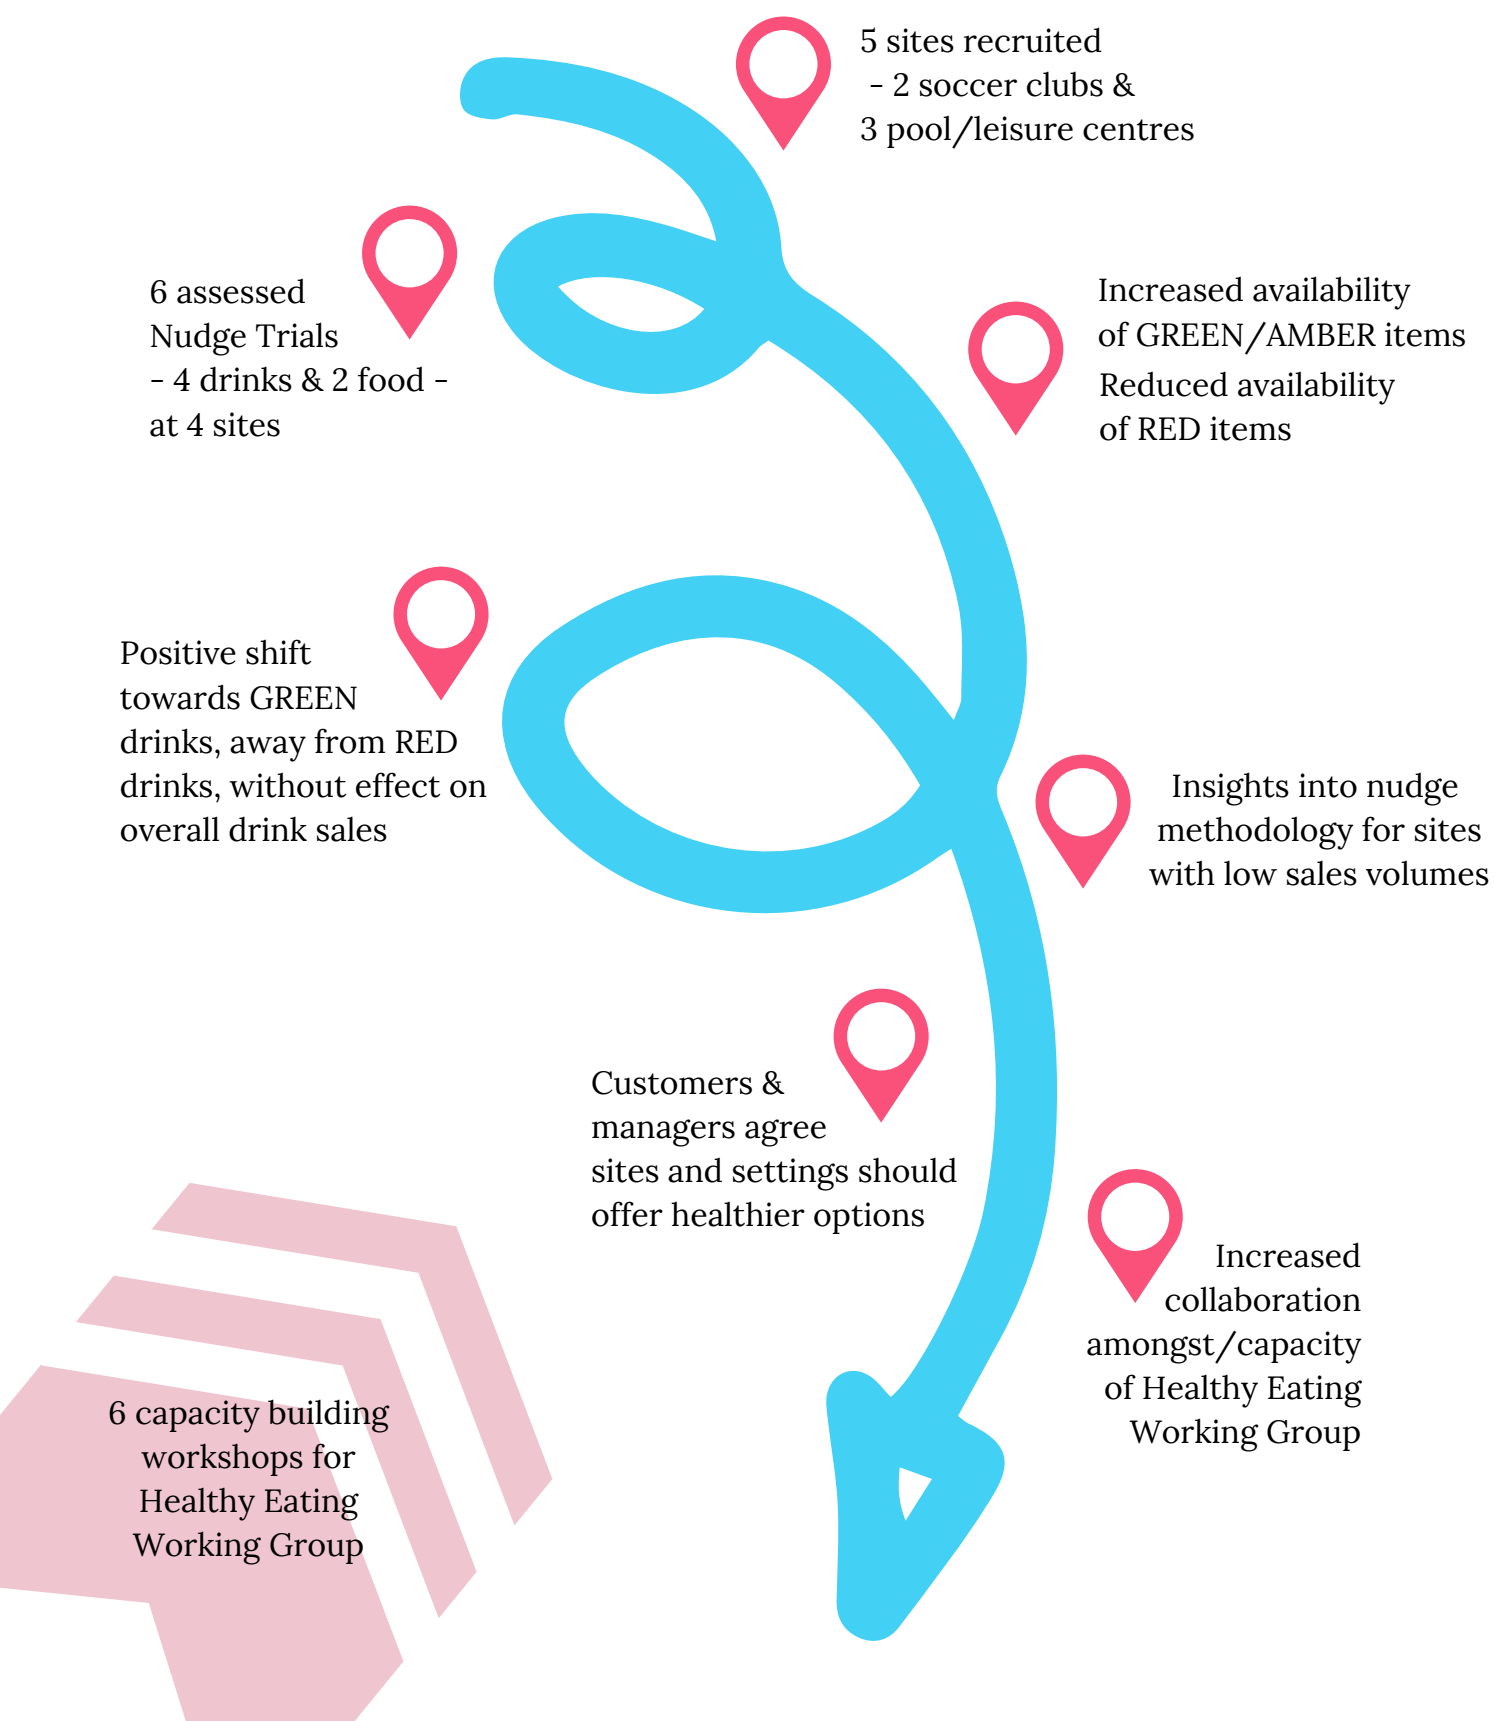 5 sites recruited
- 2 soccer clubs &
3 pool/leisure centres
6 assessed
Nudge Trials
- 4 drinks & 2 food -
at 4 sites
Increased availability
of GREEN/AMBER items
Reduced availability
of RED items
Positive shift
towards GREEN
drinks, away from RED
drinks, without effect on
overall drink sales
Insights into nudge
methodology for sites
with low sales volumes
Customers &
managers agree
sites and settings should
offer healthier options
Increased
collaboration
amongst/capacity
of Healthy Eating
Working Group
6 capacity building
workshops for
Healthy Eating
Working Group